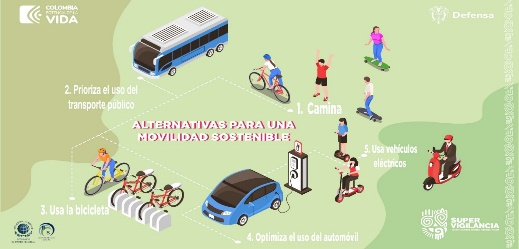 COLOMBIA
POTENCIA DE LA
VIDA
Defensa
2. Prioriza el uso del
transporte público
1. Camina
ALTERNATIVAS PARA UNA
MOVILIDAD SOSTENIBLE
5. Usa vehículos
eléctricos
3. Usa la bicicleta
4. Optimiza el uso del automóvil
SUPER
VIGILANCIA